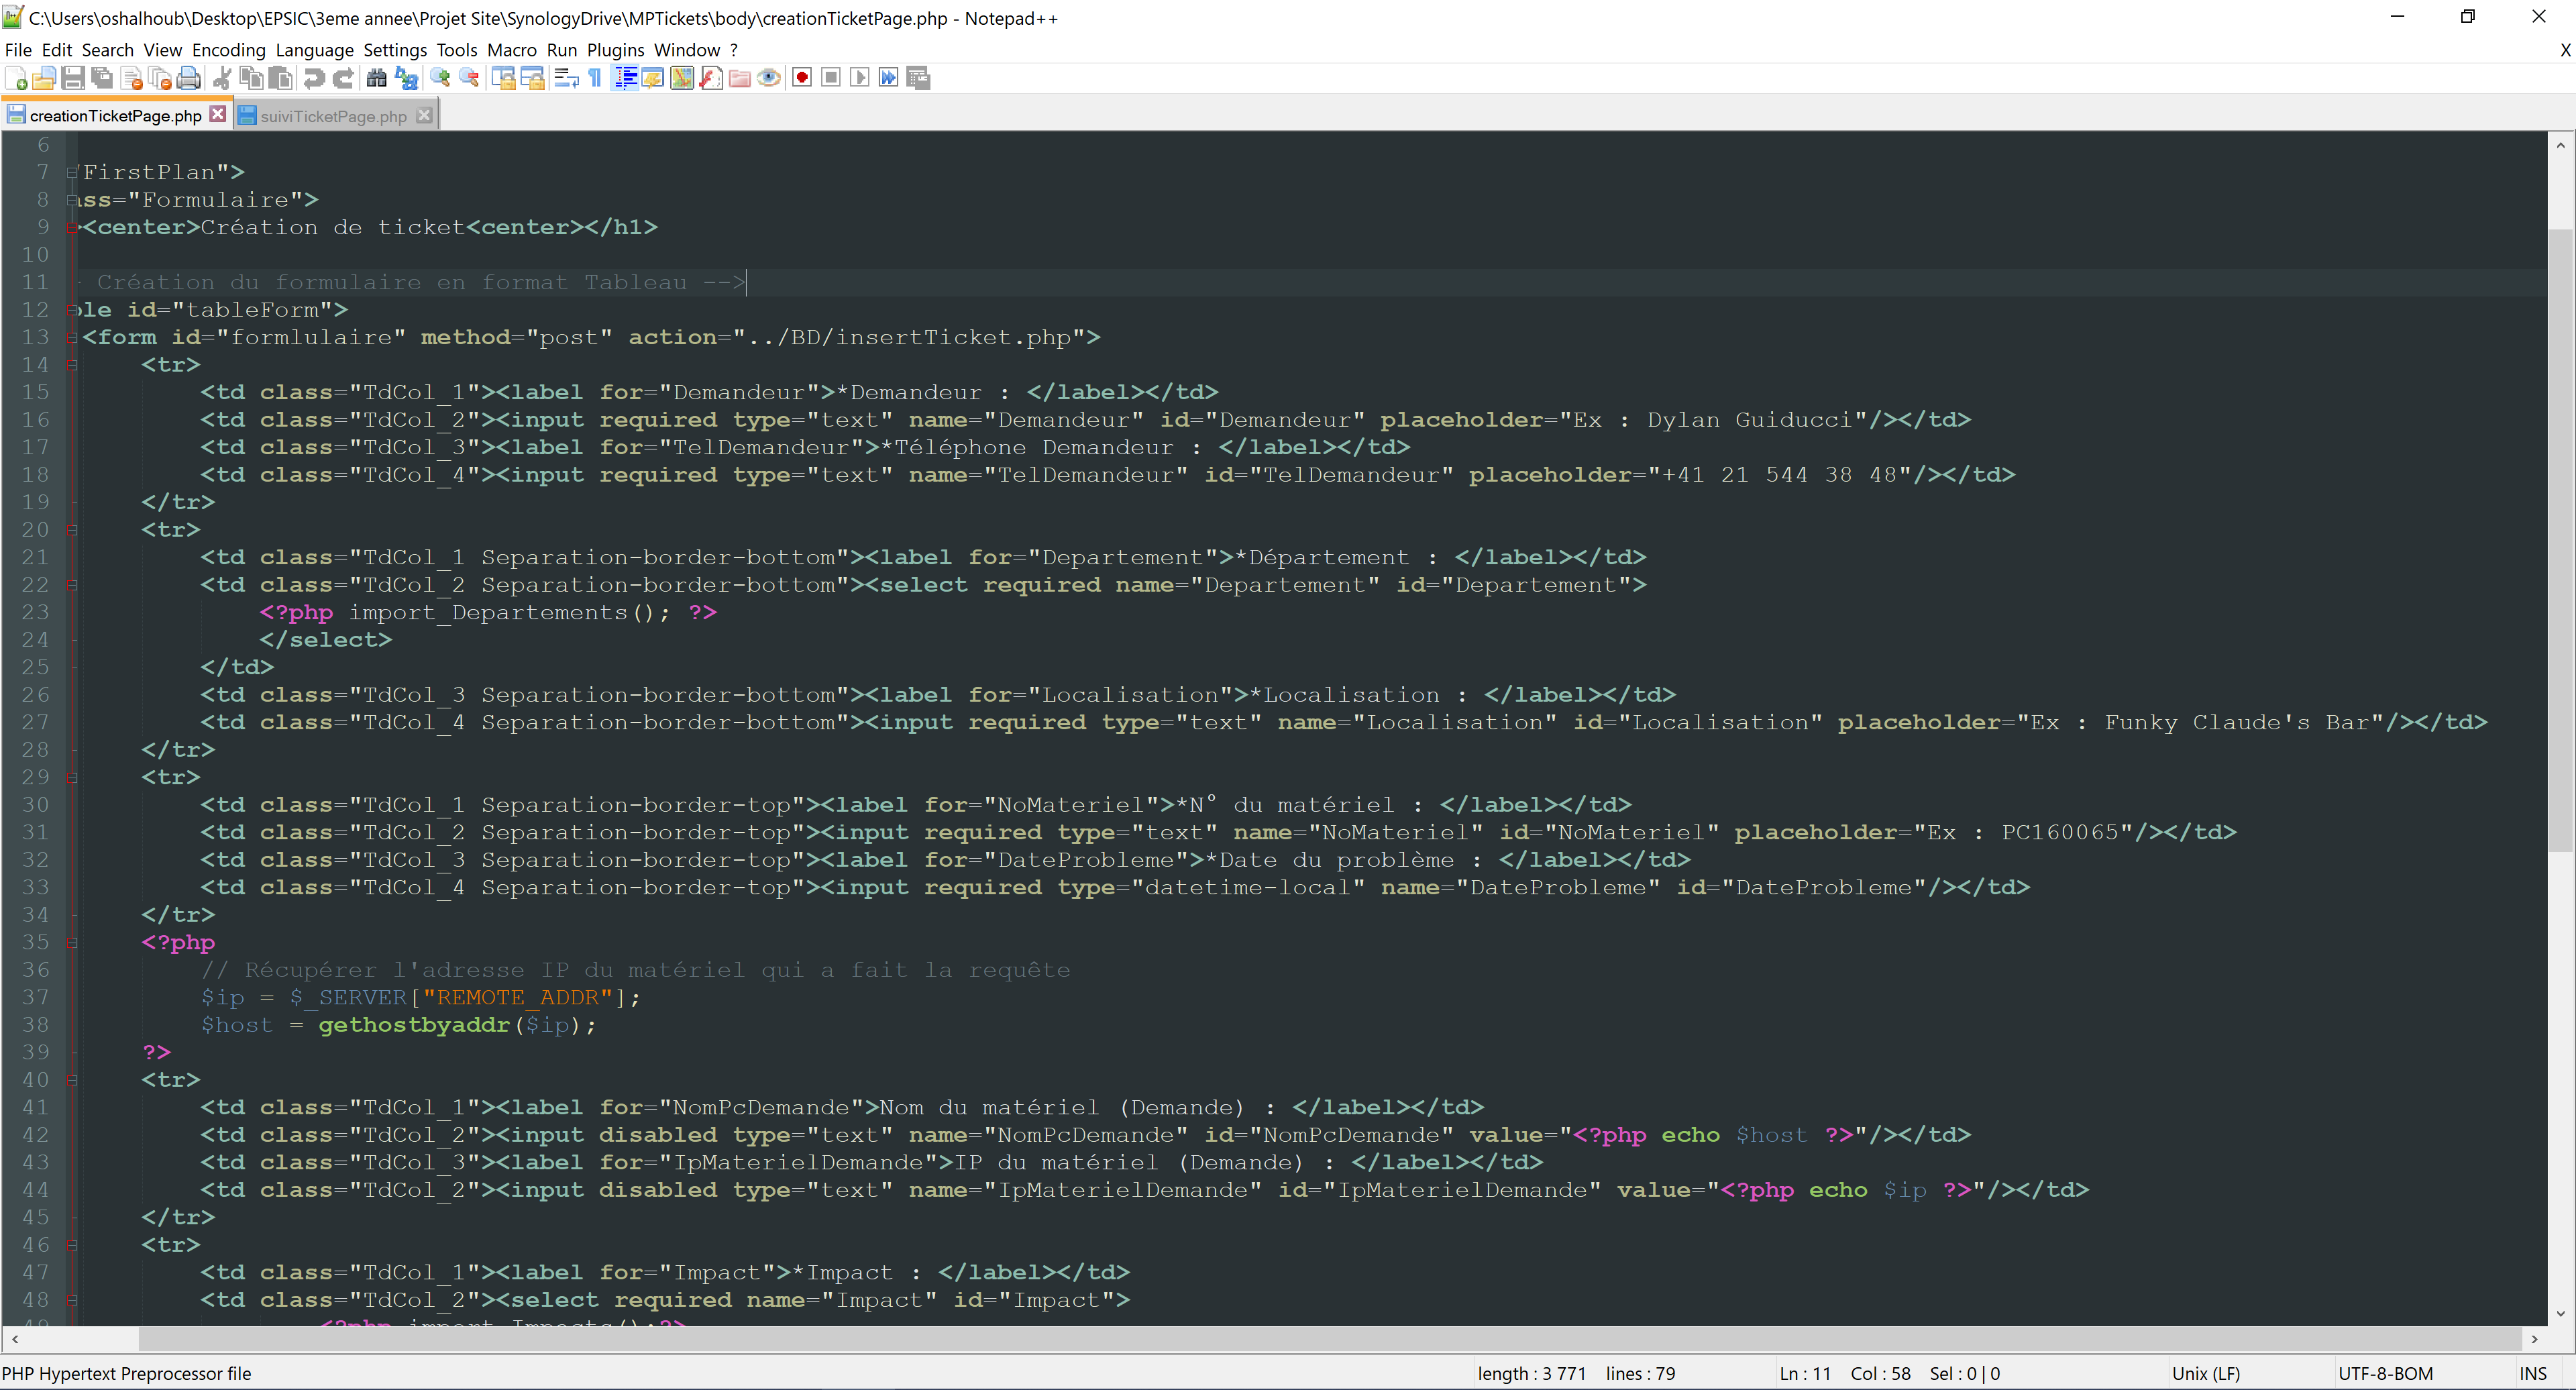 C:\Users\oshalhoub\Desktop\EPSIC\3eme annee\Projet Site\SynologyDrive\MPTickets\body\creationTicketPage.php - Notepad++
File Edit Search View Encoding Language Settings Tools Macro Run Plugins Window ? X
creationTicketPage.php suiviTicketPage.php
6
7 "FirstPlan">
8 ass="Formulaire">
9 ><center>Création de ticket<center></h1>
10
11 - Création du formulaire en format Tableau -->
12 ble id="tableForm">
13 <form id="formlulaire" method="post" action="../BD/insertTicket.php">
14 <tr>
15 <td class="TdCol_1"><label for="Demandeur">*Demandeur : </label></td>
16 <td class="TdCol_2"><input required type="text" name="Demandeur" id="Demandeur" placeholder="Ex : Dylan Guiducci"/></td>
17 <td class="TdCol_3"><label for="TelDemandeur">*Téléphone Demandeur : </label></td>
18 <td class="TdCol_4"><input required type="text" name="TelDemandeur" id="TelDemandeur" placeholder="+41 21 544 38 48"/></td>
19 </tr>
20 <tr>
21 <td class="TdCol_1 Separation-border-bottom"><label for="Departement">*Département : </label></td>
22 <td class="TdCol_2 Separation-border-bottom"><select required name="Departement" id="Departement">
23 <?php import_Departements(); ?>
24 </select>
25 </td>
26 <td class="TdCol_3 Separation-border-bottom"><label for="Localisation">*Localisation : </label></td>
27 <td class="TdCol_4 Separation-border-bottom"><input required type="text" name="Localisation" id="Localisation" placeholder="Ex : Funky Claude's Bar"/></td>
28 </tr>
29 <tr>
30 <td class="TdCol_1 Separation-border-top"><label for="NoMateriel">*N° du matériel : </label></td>
31 <td class="TdCol_2 Separation-border-top"><input required type="text" name="NoMateriel" id="NoMateriel" placeholder="Ex : PC160065"/></td>
32 <td class="TdCol_3 Separation-border-top"><label for="DateProbleme">*Date du problème : </label></td>
33 <td class="TdCol_4 Separation-border-top"><input required type="datetime-local" name="DateProbleme" id="DateProbleme"/></td>
34 </tr>
35 <?php
36 // Récupérer l'adresse IP du matériel qui a fait la requête
37 $ip = $_SERVER["REMOTE_ADDR"];
38 $host = gethostbyaddr($ip);
39 ?>
40 <tr>
41 <td class="TdCol_1"><label for="NomPcDemande">Nom du matériel (Demande) : </label></td>
42 <td class="TdCol_2"><input disabled type="text" name="NomPcDemande" id="NomPcDemande" value="<?php echo $host ?>"/></td>
43 <td class="TdCol_3"><label for="IpMaterielDemande">IP du matériel (Demande) : </label></td>
44 <td class="TdCol_2"><input disabled type="text" name="IpMaterielDemande" id="IpMaterielDemande" value="<?php echo $ip ?>"/></td>
45 </tr>
46 <tr>
47 <td class="TdCol_1"><label for="Impact">*Impact : </label></td>
48 <td class="TdCol_2"><select required name="Impact" id="Impact">
49 <?php import_Impacts();?>
PHP Hypertext Preprocessor file length : 3 771 lines : 79 Ln : 11 Col : 58 Sel : 0 | 0 Unix (LF) UTF-8-BOM INS